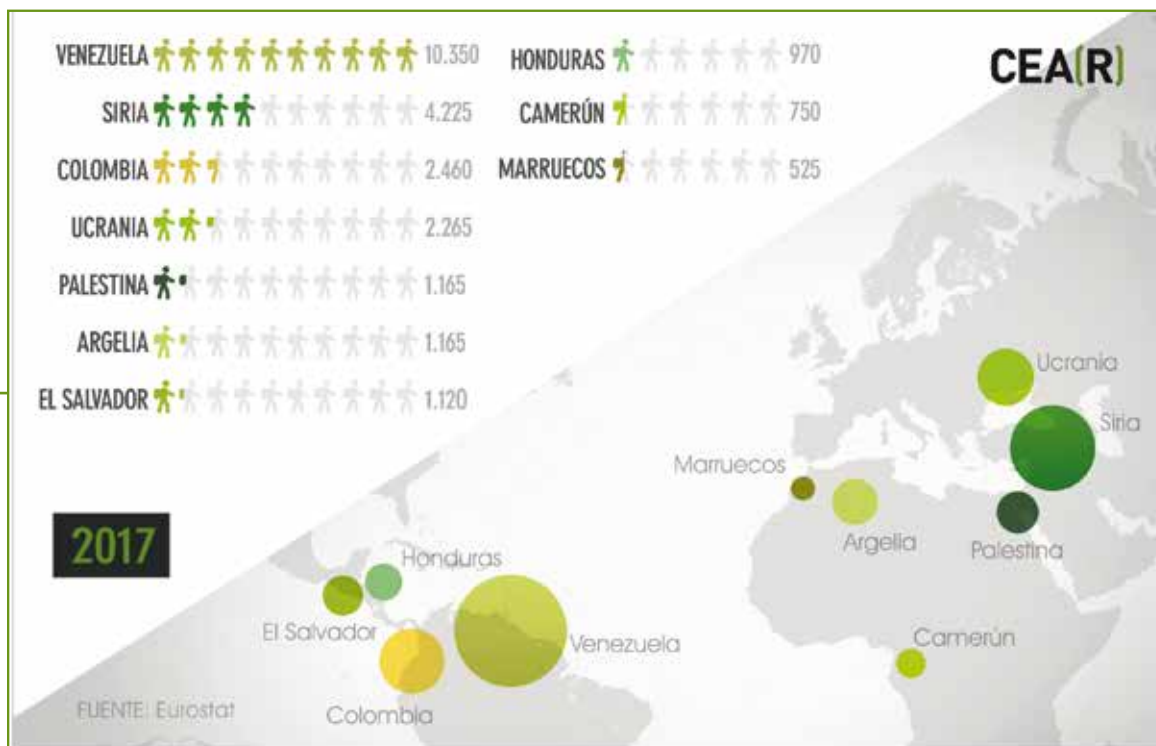 VENEZUELA 10.350
SIRIA 4.225
COLOMBIA 2.460
UCRANIA 2.265
PALESTINA 1.165
ARGELIA 1.165
EL SALVADOR 1.120
HONDURAS 970
CAMERÚN 750
MARRUECOS 525
CEA(R)
2017
Ucrania
Siria
Marruecos
Argelia
Palestina
Honduras
El Salvador
Venezuela
Camerún
Colombia
FUENTE: Eurostat